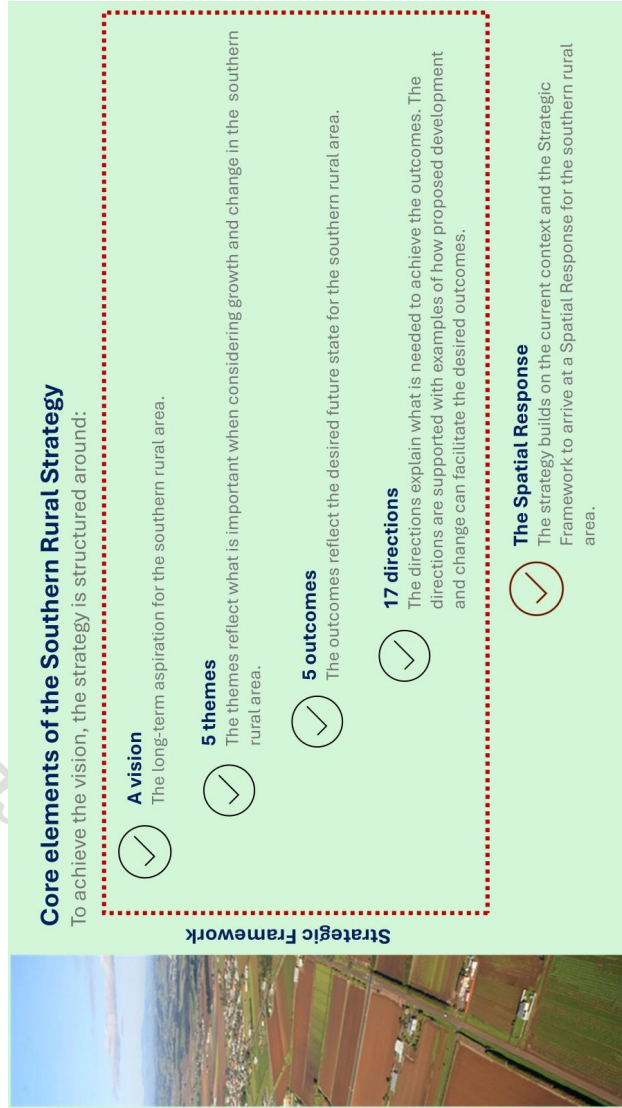 Core elements of the Southern Rural Strategy
To achieve the vision, the strategy is structured around:
Strategic Framework
A vision
The long-term aspiration for the southern rural area.
5 themes
The themes reflect what is important when considering growth and change in the southern
rural area.
5 outcomes
The outcomes reflect the desired future state for the southern rural area.
17 directions
The directions explain what is needed to achieve the outcomes. The
directions are supported with examples of how proposed development
and change can facilitate the desired outcomes.
The Spatial Response
The strategy builds on the current context and the Strategic
Framework to arrive at a Spatial Response for the southern rural
area.